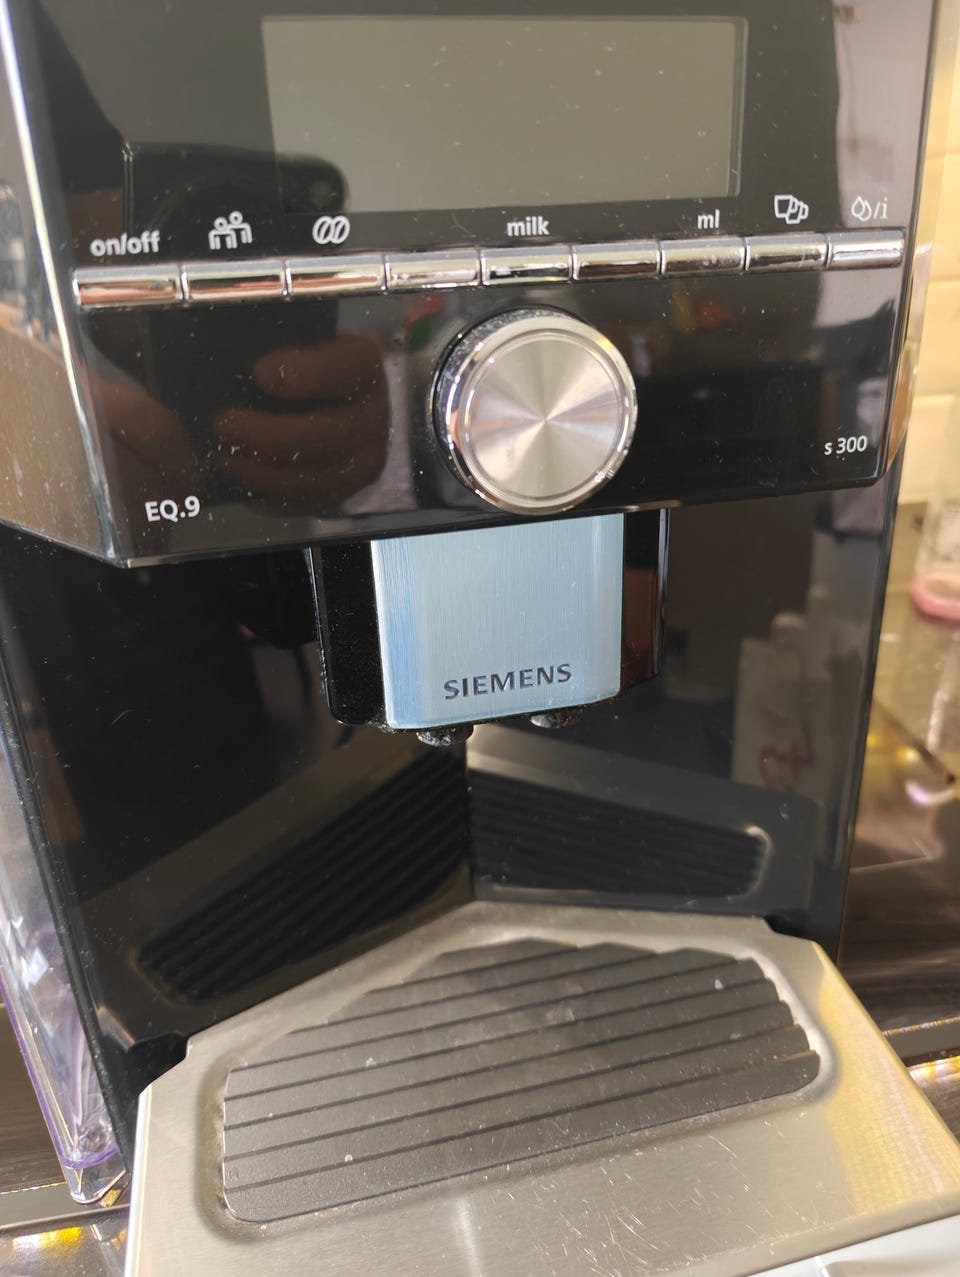 on/off milk ml /i
s 300
EQ.9
SIEMENS